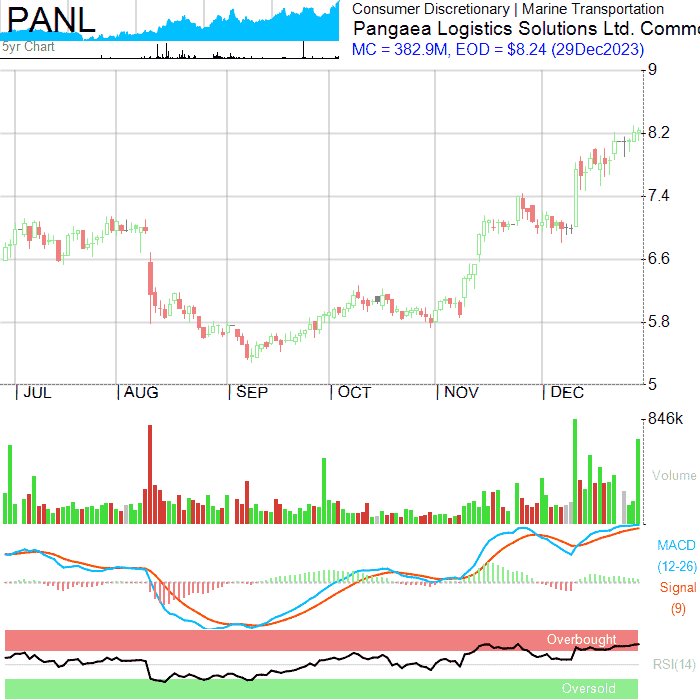 PANL
5yr Chart
Consumer Discretionary | Marine Transportation
Pangaea Logistics Solutions Ltd. Commo
MC = 382.9M, EOD = $8.24 (29Dec2023)
9
8.2
7.4
6.6
5.8
5
JUL AUG SEP OCT NOV DEC
846k
Volume
MACD
(12-26)
Signal
(9)
Overbought
RSI(14)
Oversold